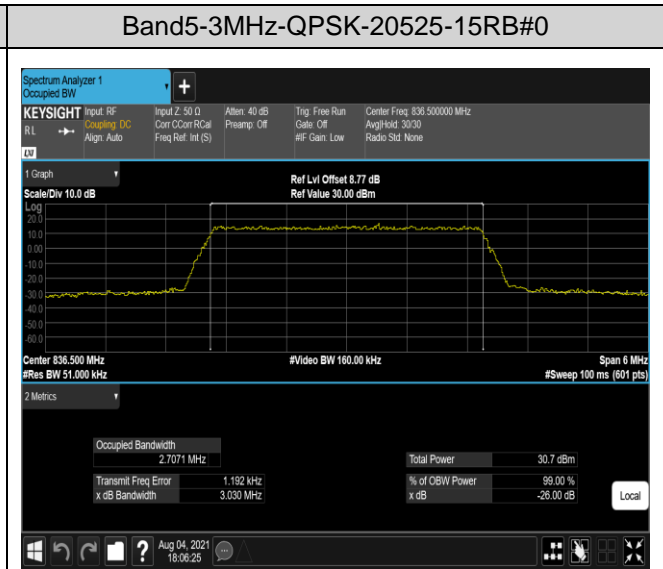 Band5-3MHz-QPSK-20525-15RB#0
Spectrum Analyzer 1
Occupied BW
+
KEYSIGHT Input: RF Input Z: 50 Ω Atten: 40 dB Trig: Free Run Center Freq: 836.500000 MHz
RL Coupling: DC Corr CCorr RCal Preamp: Off Gate: Off Avg|Hold: 30/30
Align: Auto Freq Ref: Int (S) #IF Gain: Low Radio Std: None
LXI
1 Graph
Ref Lvl Offset 8.77 dB
Scale/Div 10.0 dB Ref Value 30.00 dBm
Log
20.0
10.0
0.00
-10.0
-20.0
-30.0
-40.0
-50.0
-60.0
Center 836.500 MHz #Video BW 160.00 kHz Span 6 MHz
#Res BW 51.000 kHz #Sweep 100 ms (601 pts)
2 Metrics
Occupied Bandwidth
2.7071 MHz Total Power 30.7 dBm
Transmit Freq Error 1.192 kHz % of OBW Power 99.00 %
x dB Bandwidth 3.030 MHz x dB -26.00 dB
Local
? Aug 04, 2021
18:06:25